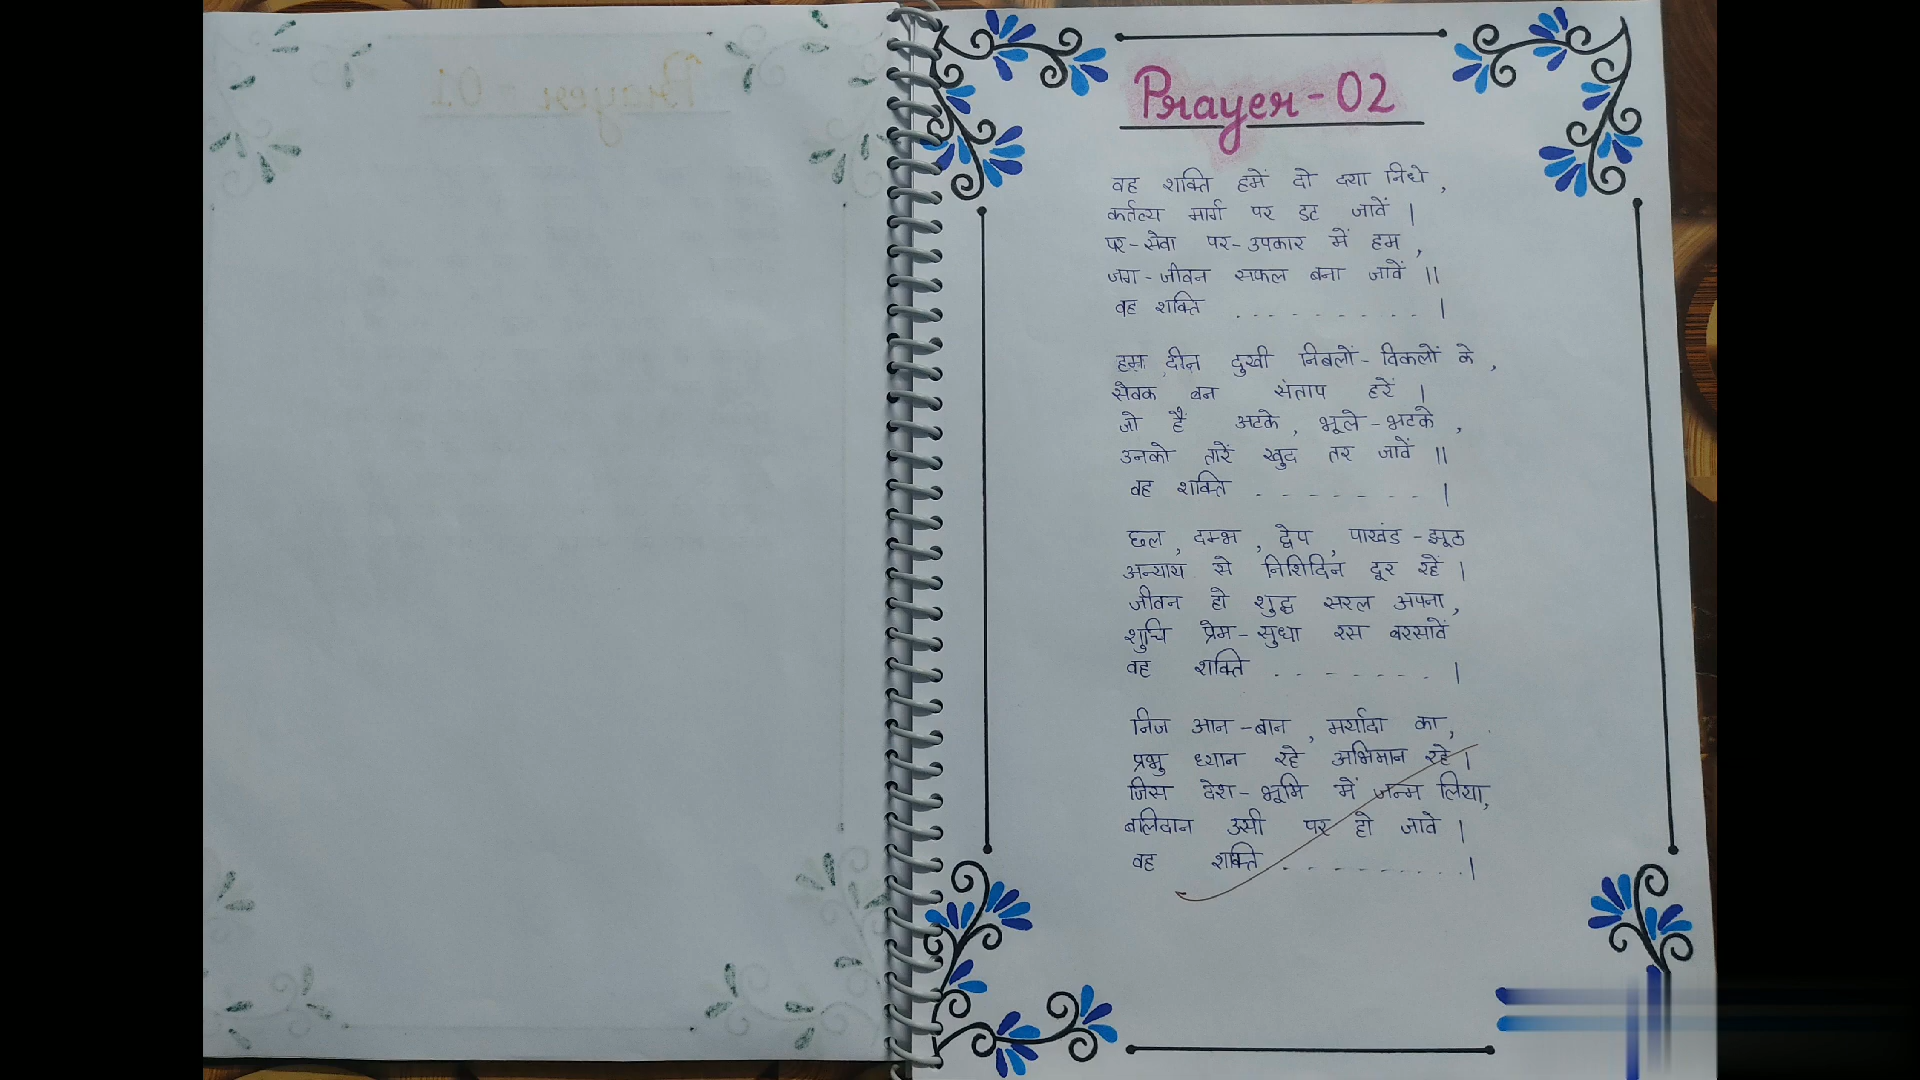 Prayer - 01
Prayer - 02
वह शक्ति हमें दो दया निधे,
कर्तव्य मार्ग पर डट जावें।
पर-सेवा पर-उपकार में हम,
जग-जीवन सफल बना जावें॥
वह शक्ति ..........।
हम दीन दुखी निबलों-विकलों के,
सेवक बन संताप हरें।
जो हैं अटके, भूले-भटके,
उनको तारें खुद तर जावें॥
वह शक्ति ........।
छल, दम्भ, द्वेष, पाखंड-झूठ
अन्याय से निशिदिन दूर रहें।
जीवन हो शुद्ध सरल अपना,
शुचि प्रेम-सुधा रस बरसावें
वह शक्ति ........।
निज आन-बान, मर्यादा का,
प्रभु ध्यान रहे अभिमान रहे।
जिस देश-भूमि में जन्म लिया,
बलिदान उसी पर हो जावे।
वह शक्ति ..........।